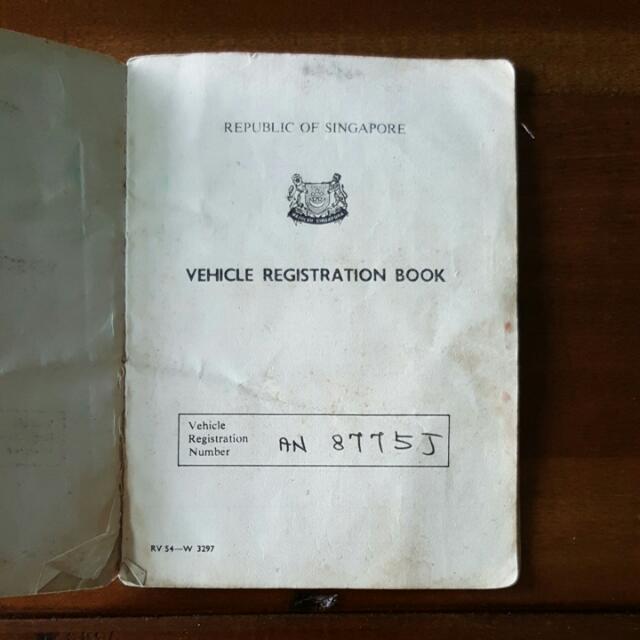 REPUBLIC OF SINGAPORE
VEHICLE REGISTRATION BOOK
Vehicle
Registration
Number
AN 8775J
RV 54—W 3297